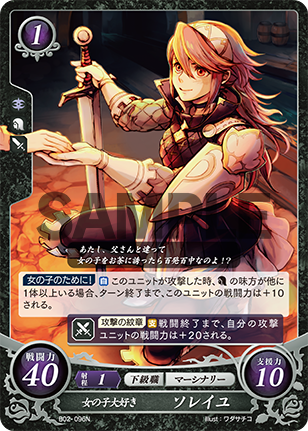 1
SAMPLE
あたし、父さんと違って
女の子をお茶に誘ったら百発百中なのよ!?
女の子のために! 自 このユニットが攻撃した時、の味方が他に
1体以上いる場合、ターン終了まで、このユニットの戦闘力は+10
される。
攻撃の紋章 支 戦闘終了まで、自分の攻撃
ユニットの戦闘力は+20される。
戦闘力 40
射程 1 下級職 マーシナリー
支援力 10
女の子大好き ソレイユ
B02-096N Illust:ワダサチコ